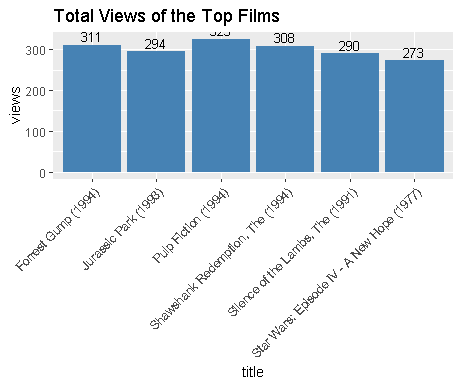 Total Views of the Top Films
views
300
200
100
0
311
294
325
308
290
273
Forrest Gump (1994)
Jurassic Park (1993)
Pulp Fiction (1994)
Shawshank Redemption, The (1994)
Silence of the Lambs, The (1991)
Star Wars: Episode IV - A New Hope (1977)
title